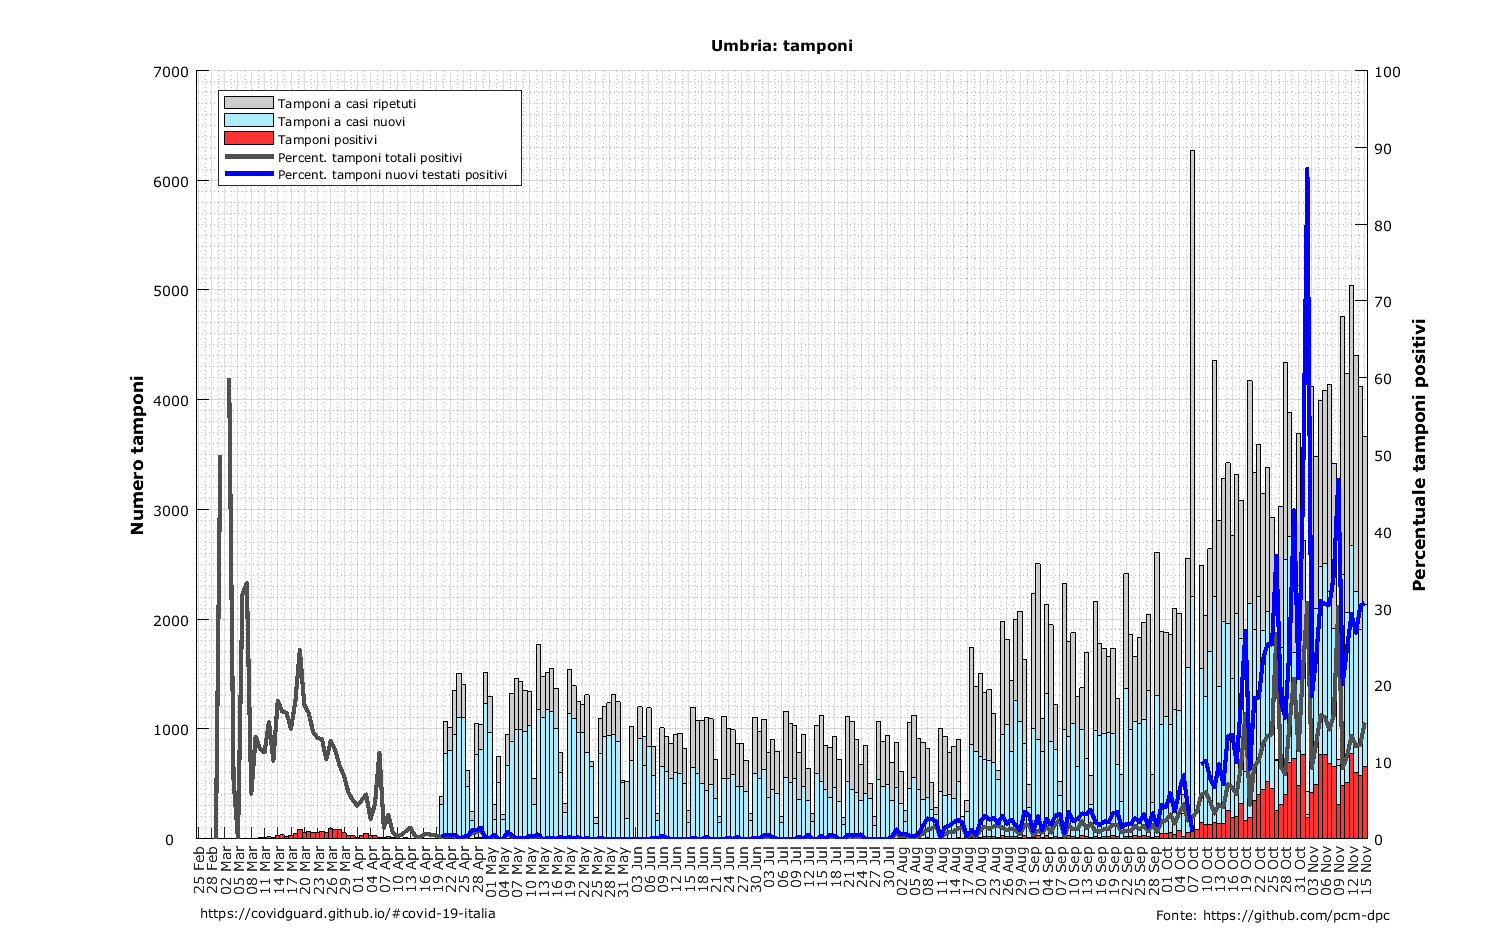 Umbria: tamponi
7000
6000
5000
4000
3000
2000
1000
0
Numero tamponi
Tamponi a casi ripetuti
Tamponi a casi nuovi
Tamponi positivi
Percent. tamponi totali positivi
Percent. tamponi nuovi testati positivi
100
90
80
70
60
50
40
30
20
10
0
Percentuale tamponi positivi
25 Feb
28 Feb
02 Mar
05 Mar
08 Mar
11 Mar
14 Mar
17 Mar
20 Mar
23 Mar
26 Mar
29 Mar
01 Apr
04 Apr
07 Apr
10 Apr
13 Apr
16 Apr
19 Apr
22 Apr
25 Apr
28 Apr
01 May
04 May
07 May
10 May
13 May
16 May
19 May
22 May
25 May
28 May
31 May
03 Jun
06 Jun
09 Jun
12 Jun
15 Jun
18 Jun
21 Jun
24 Jun
27 Jun
30 Jun
03 Jul
06 Jul
09 Jul
12 Jul
15 Jul
18 Jul
21 Jul
24 Jul
27 Jul
30 Jul
02 Aug
05 Aug
08 Aug
11 Aug
14 Aug
17 Aug
20 Aug
23 Aug
26 Aug
29 Aug
01 Sep
04 Sep
07 Sep
10 Sep
13 Sep
16 Sep
19 Sep
22 Sep
25 Sep
28 Sep
01 Oct
04 Oct
07 Oct
10 Oct
13 Oct
16 Oct
19 Oct
22 Oct
25 Oct
28 Oct
31 Oct
03 Nov
06 Nov
09 Nov
12 Nov
15 Nov
https://covidguard.github.io/#covid-19-italia
Fonte: https://github.com/pcm-dpc